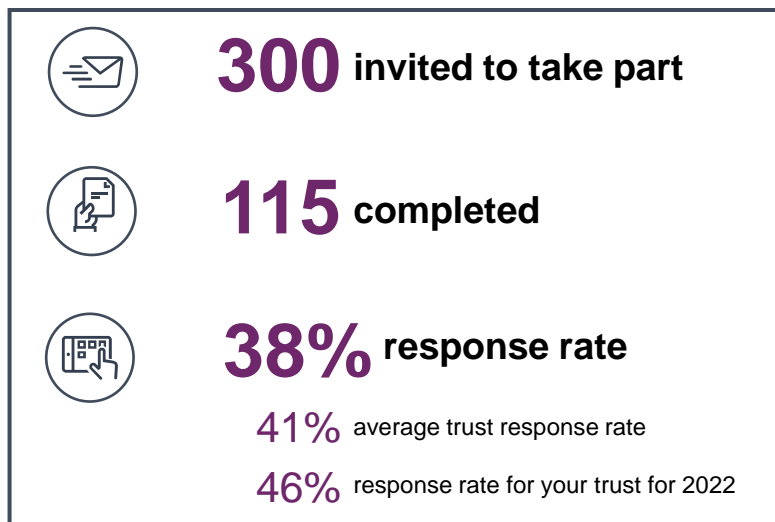 300 invited to take part
115 completed
38% response rate
41% average trust response rate
46% response rate for your trust for 2022